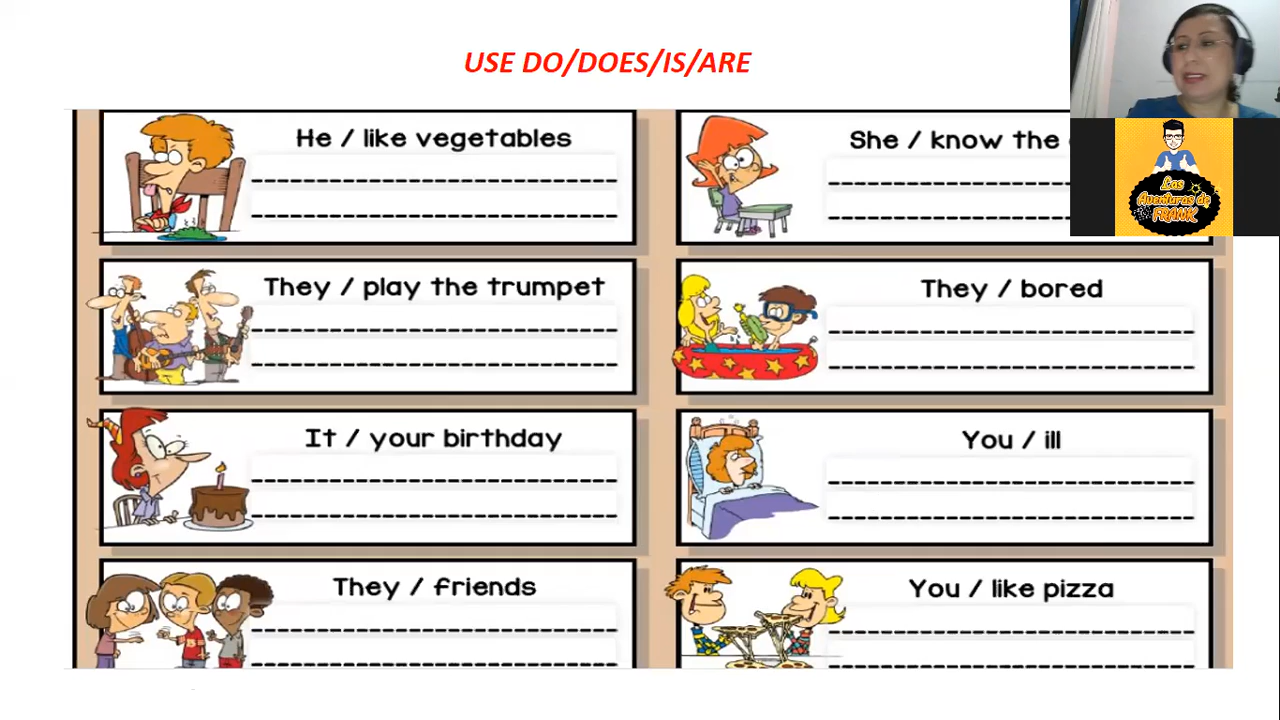 USE DO/DOES/IS/ARE
He / like vegetables
She / know the
They / play the trumpet
They / bored
It / your birthday
You / ill
They / friends
You / like pizza
Las
Aventuras de
FRANK